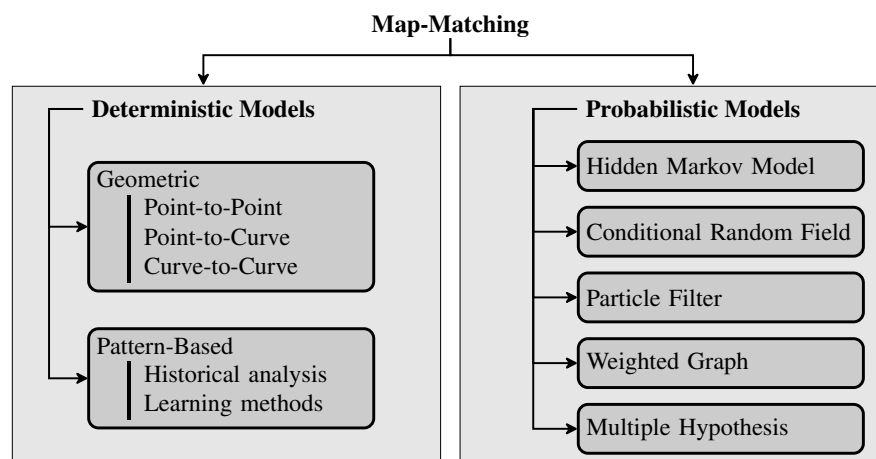 Map-Matching
Deterministic Models
Geometric
Point-to-Point
Point-to-Curve
Curve-to-Curve
Pattern-Based
Historical analysis
Learning methods
Probabilistic Models
Hidden Markov Model
Conditional Random Field
Particle Filter
Weighted Graph
Multiple Hypothesis